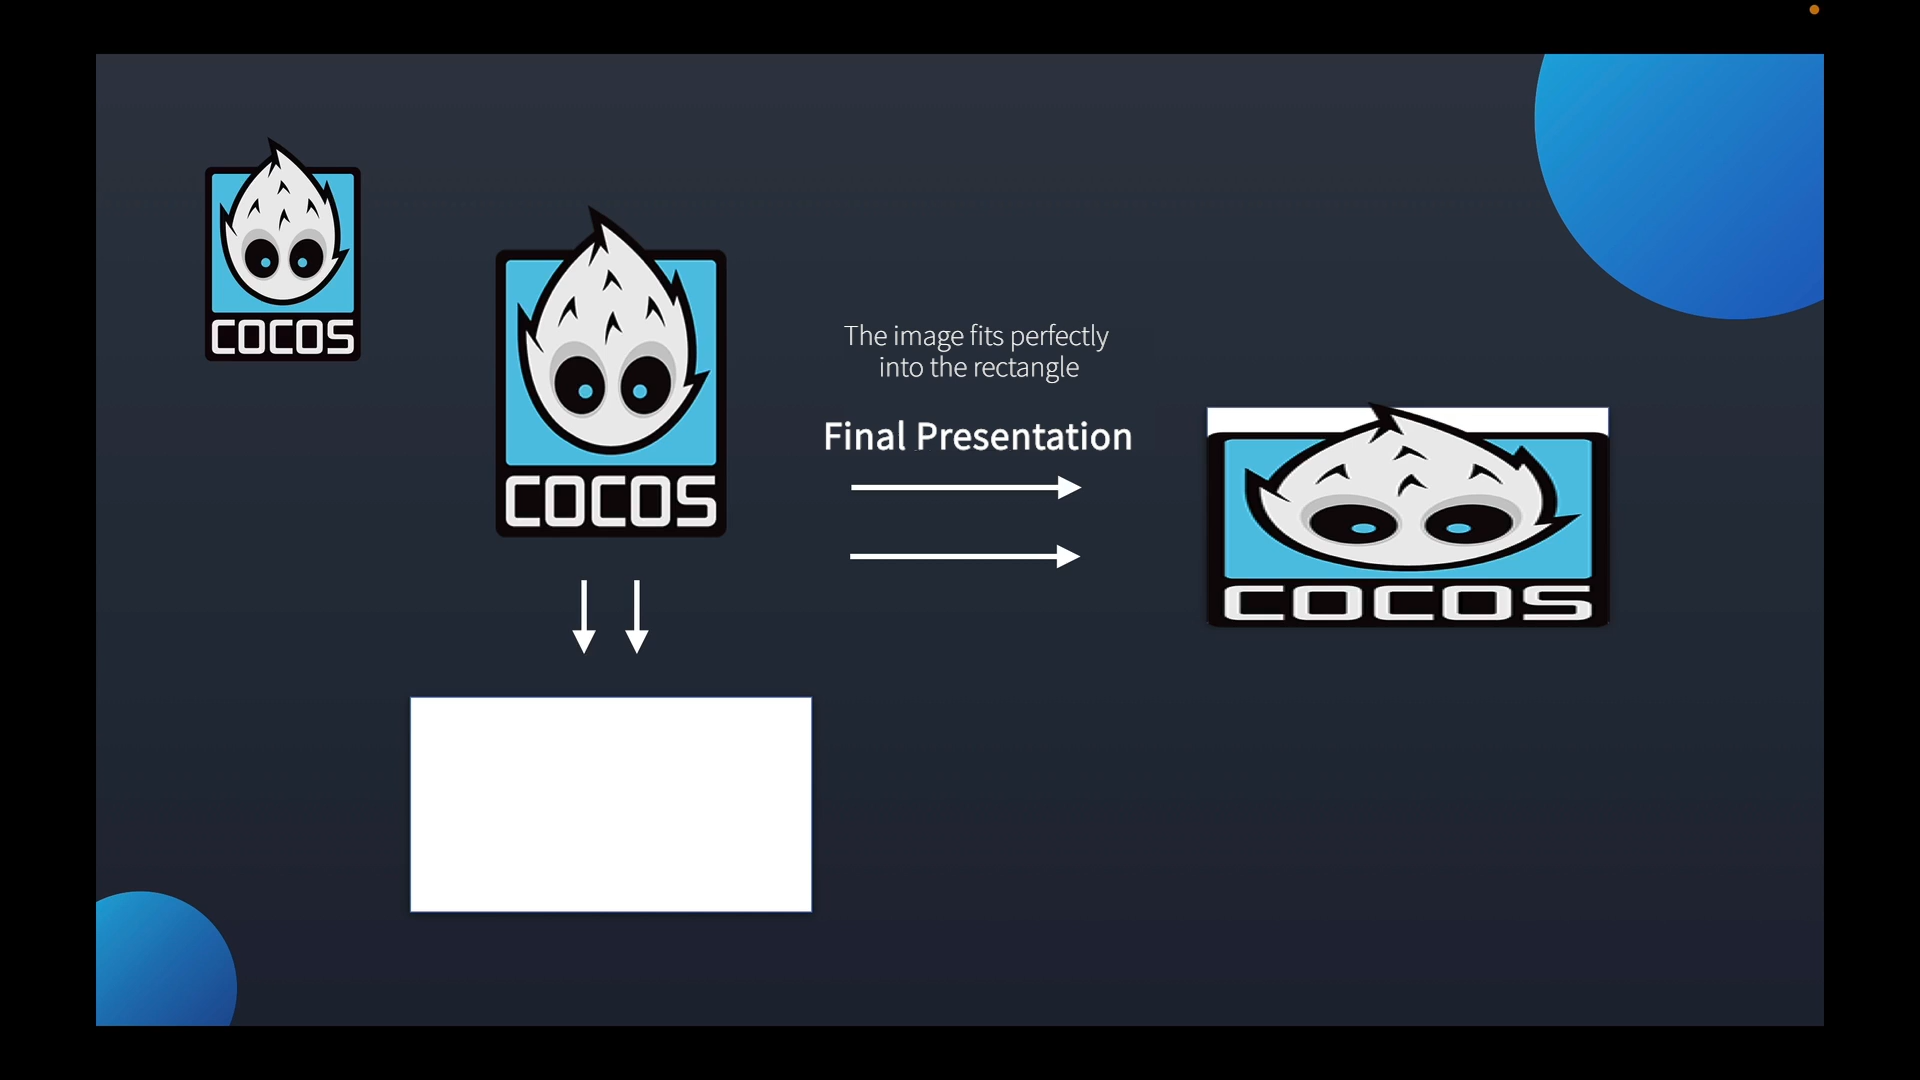 COCOS
COCOS
The image fits perfectly
into the rectangle
Final Presentation
COCOS